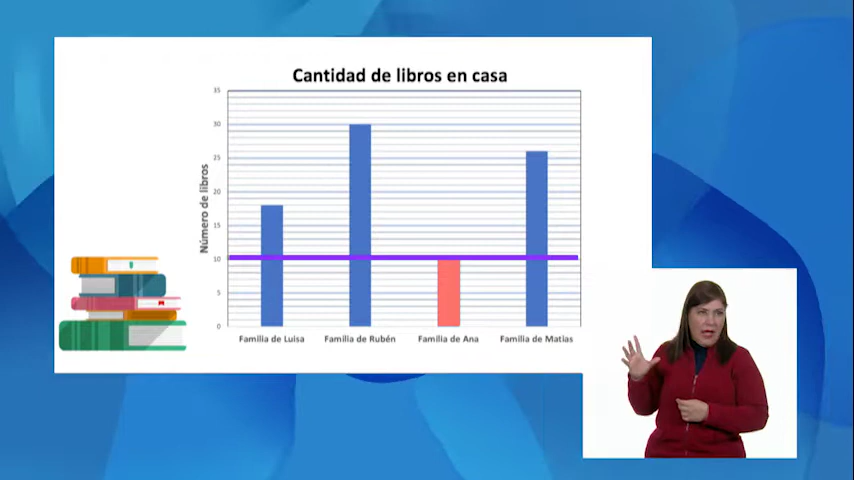 Cantidad de libros en casa
Número de libros
35
30
25
20
15
10
5
0
Familia de Luisa
Familia de Rubén
Familia de Ana
Familia de Matias